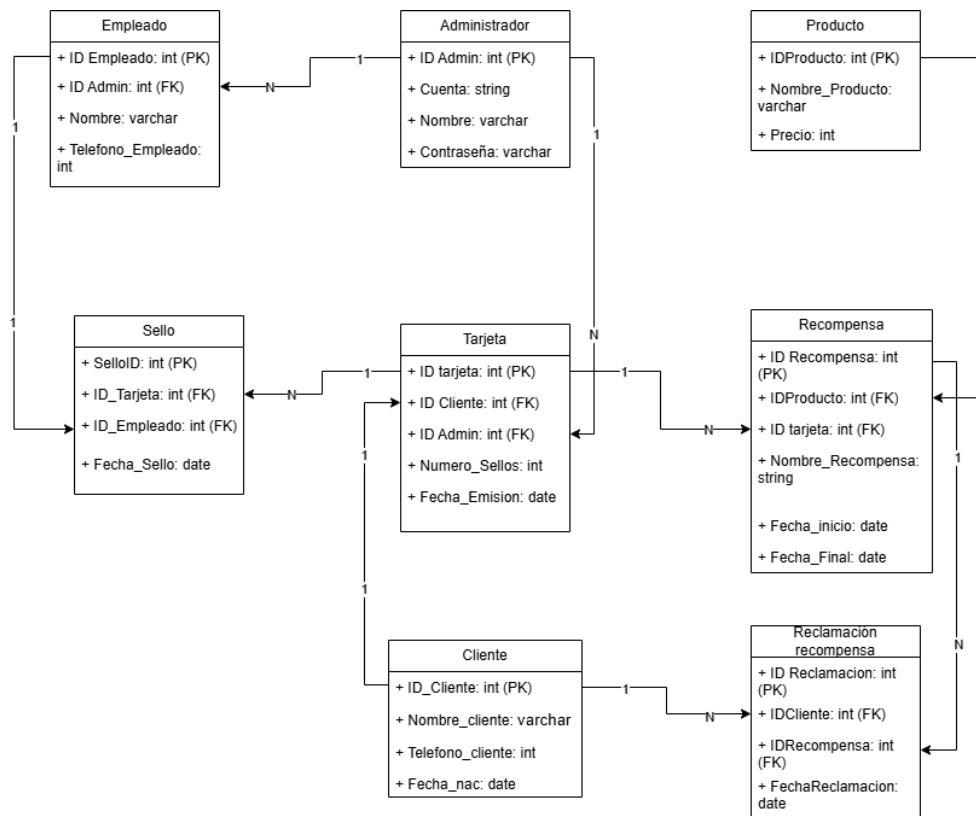 Empleado
+ ID Empleado: int (PK)
+ ID Admin: int (FK)
+ Nombre: varchar
+ Telefono_Empleado:
int
Administrador
+ ID Admin: int (PK)
+ Cuenta: string
+ Nombre: varchar
+ Contraseña: varchar
Producto
+ IDProducto: int (PK)
+ Nombre_Producto:
varchar
+ Precio: int
1
N
1
1
1
N
Sello
+ SelloID: int (PK)
+ ID_Tarjeta: int (FK)
+ ID_Empleado: int (FK)
+ Fecha_Sello: date
N
1
Tarjeta
+ ID tarjeta: int (PK)
+ ID Cliente: int (FK)
+ ID Admin: int (FK)
+ Numero_Sellos: int
+ Fecha_Emision: date
1
N
Recompensa
+ ID Recompensa: int
(PK)
+ IDProducto: int (FK)
+ ID tarjeta: int (FK)
+ Nombre_Recompensa:
string
+ Fecha_inicio: date
+ Fecha_Final: date
1
1
1
N
Cliente
+ ID_Cliente: int (PK)
+ Nombre_cliente: varchar
+ Telefono_cliente: int
+ Fecha_nac: date
1
N
Reclamación
recompensa
+ ID Reclamacion: int
(PK)
+ IDCliente: int (FK)
+ IDRecompensa: int
(FK)
+ FechaReclamacion:
date